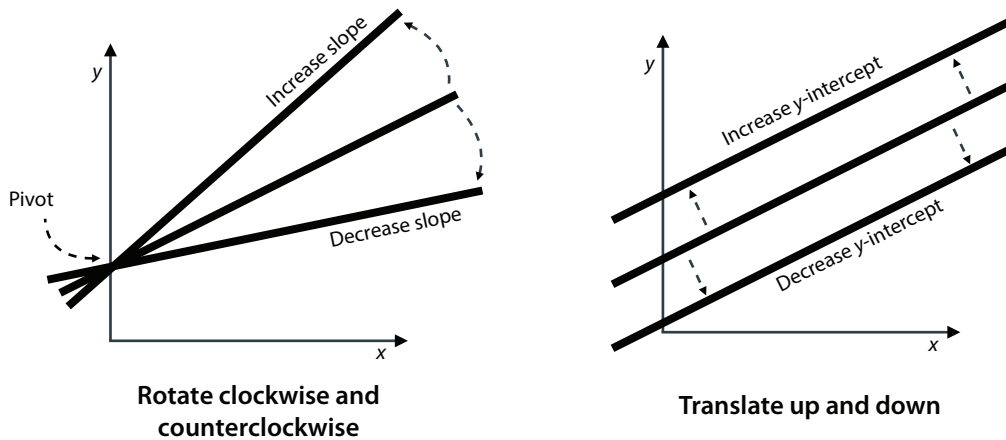 y
Increase slope
Pivot
Decrease slope
x
Rotate clockwise and
counterclockwise
y
Increase y-intercept
Decrease y-intercept
x
Translate up and down